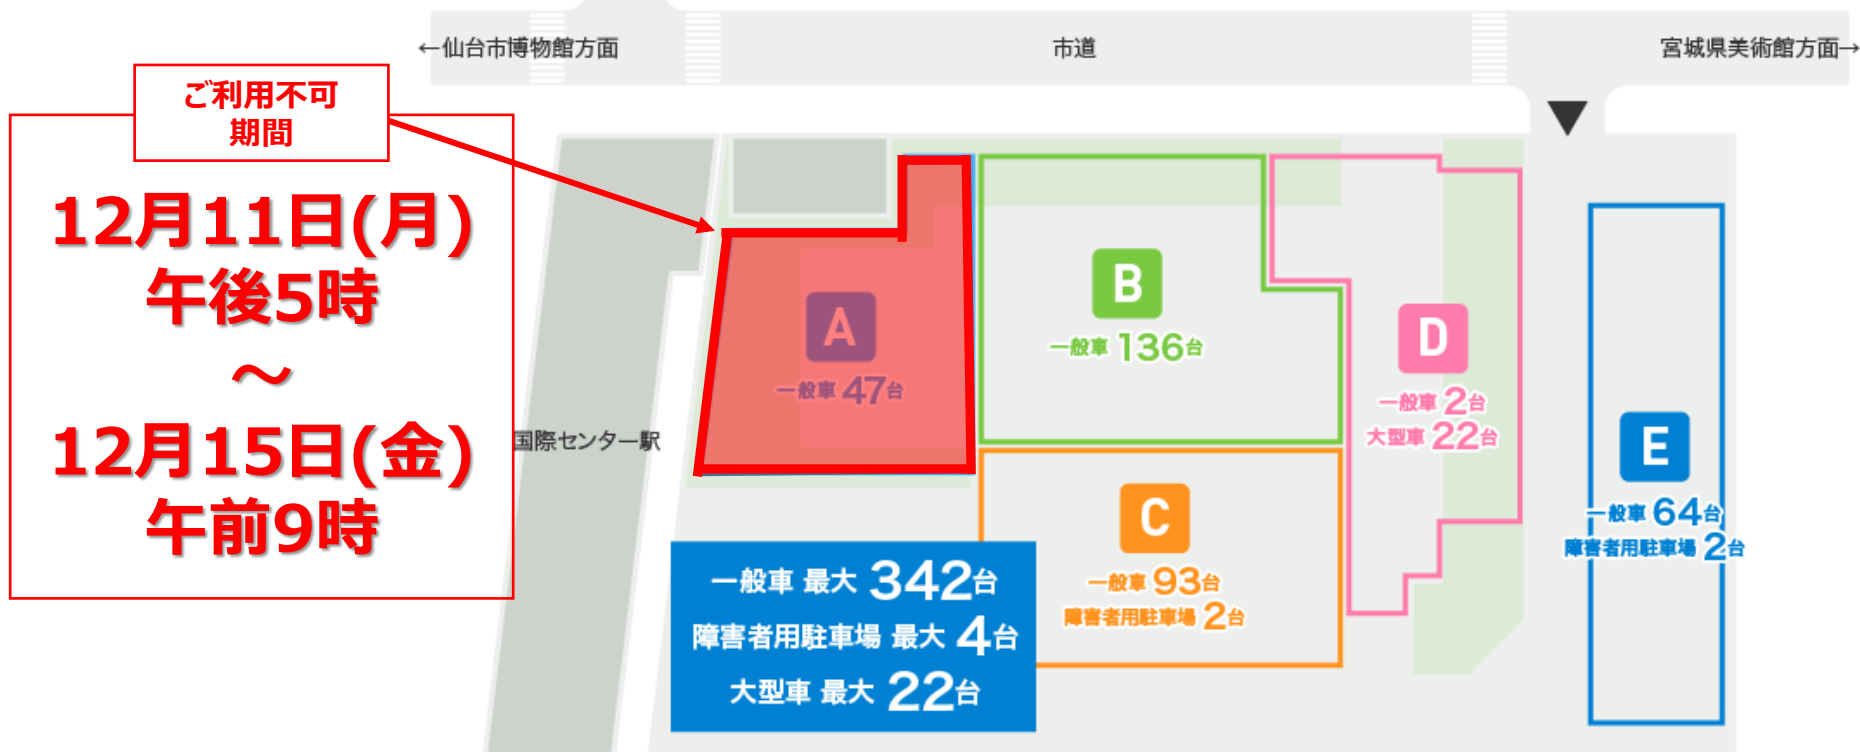 ←仙台市博物館方面
市道
宮城県美術館方面→
ご利用不可
期間
12月11日(月)
午後5時
～
12月15日(金)
午前9時
国際センター駅
A
一般車 47台
B
一般車 136台
C
一般車 93台
障害者用駐車場 2台
D
一般車 2台
大型車 22台
E
一般車 64台
障害者用駐車場 2台
一般車 最大 342台
障害者用駐車場 最大 4台
大型車 最大 22台